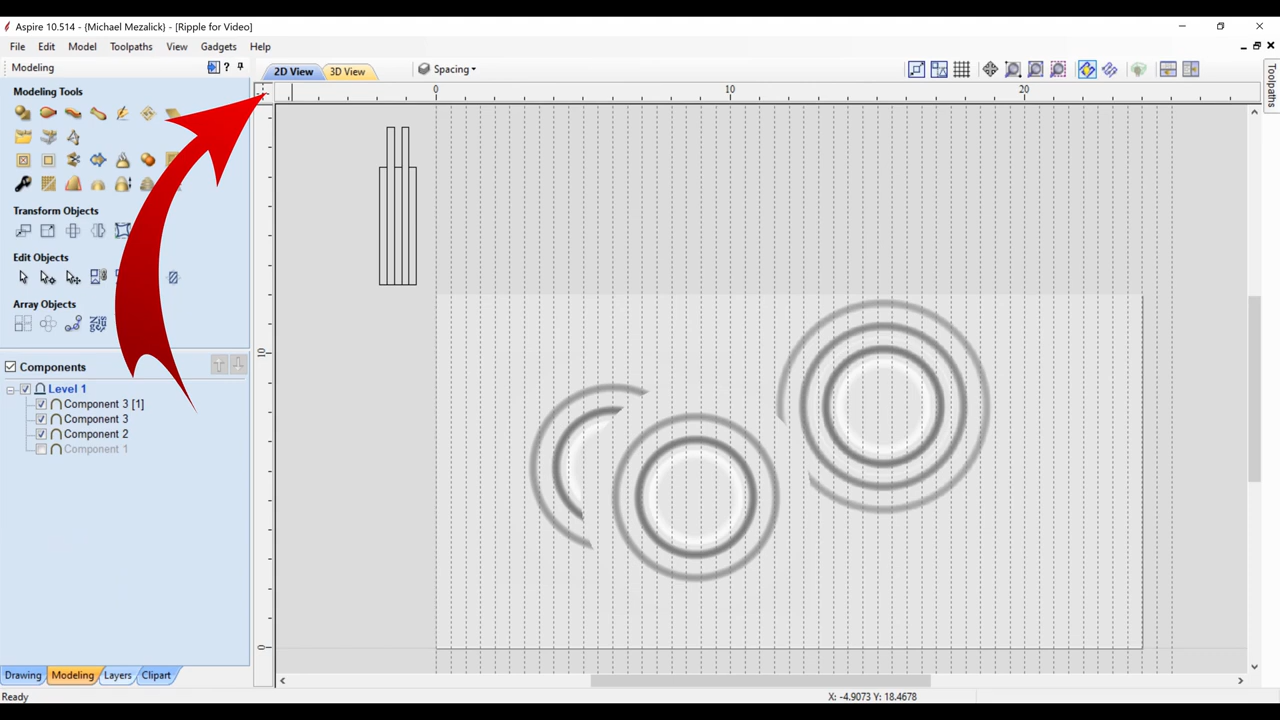 Aspire 10.514 - {Michael Mezalick} - [Ripple for Video]
File Edit Model Toolpaths View Gadgets Help
Modeling
2D View 3D View Spacing
Toolpaths
Modeling Tools
0 10 20
Transform Objects
Edit Objects
Array Objects
10
Components
Level 1
Component 3 [1]
Component 3
Component 2
Component 1
0
Drawing Modeling Layers Clipart
Ready X: -4.9073 Y: 18.4678